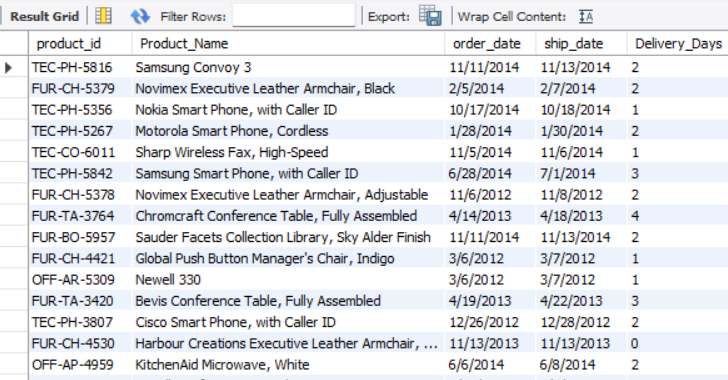 Result Grid Filter Rows: Export: Wrap Cell Content: IA
product_id Product_Name order_date ship_date Delivery_Days
TEC-PH-5816 Samsung Convoy 3 11/11/2014 11/13/2014 2
FUR-CH-5379 Novimex Executive Leather Armchair, Black 2/5/2014 2/7/2014 2
TEC-PH-5356 Nokia Smart Phone, with Caller ID 10/17/2014 10/18/2014 1
TEC-PH-5267 Motorola Smart Phone, Cordless 1/28/2014 1/30/2014 2
TEC-CO-6011 Sharp Wireless Fax, High-Speed 11/5/2014 11/6/2014 1
TEC-PH-5842 Samsung Smart Phone, with Caller ID 6/28/2014 7/1/2014 3
FUR-CH-5378 Novimex Executive Leather Armchair, Adjustable 11/6/2012 11/8/2012 2
FUR-TA-3764 Chromcraft Conference Table, Fully Assembled 4/14/2013 4/18/2013 4
FUR-BO-5957 Sauder Facets Collection Library, Sky Alder Finish 11/11/2014 11/13/2014 2
FUR-CH-4421 Global Push Button Manager's Chair, Indigo 3/6/2012 3/7/2012 1
OFF-AR-5309 Newell 330 3/6/2012 3/7/2012 1
FUR-TA-3420 Bevis Conference Table, Fully Assembled 4/19/2013 4/22/2013 3
TEC-PH-3807 Cisco Smart Phone, with Caller ID 12/26/2012 12/28/2012 2
FUR-CH-4530 Harbour Creations Executive Leather Armchair, ... 11/13/2013 11/13/2013 0
OFF-AP-4959 KitchenAid Microwave, White 6/6/2014 6/8/2014 2